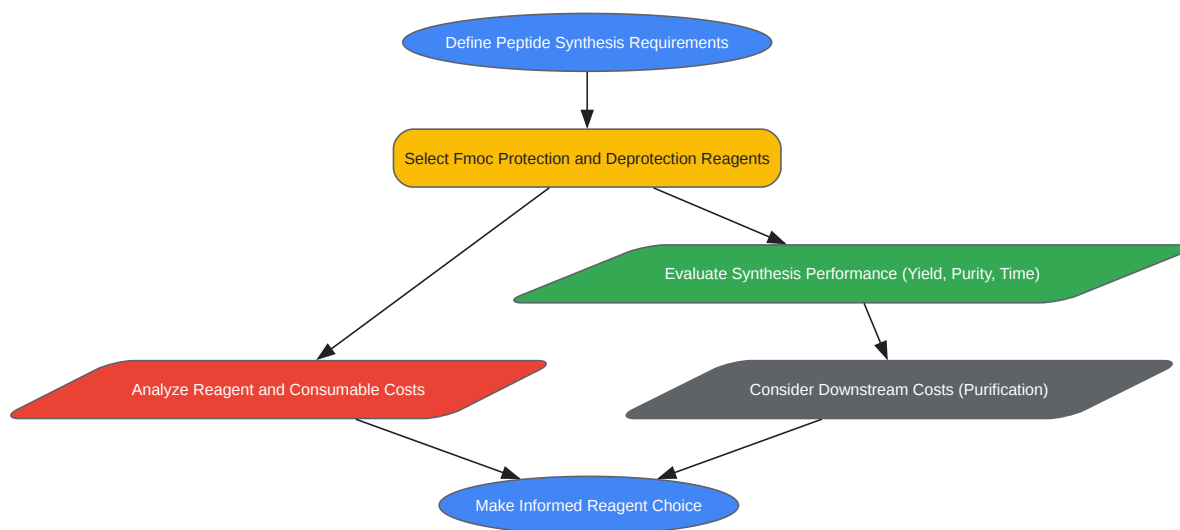 Define Peptide Synthesis Requirements
Select Fmoc Protection and Deprotection Reagents
Evaluate Synthesis Performance (Yield, Purity, Time)
Analyze Reagent and Consumable Costs
Consider Downstream Costs (Purification)
Make Informed Reagent Choice